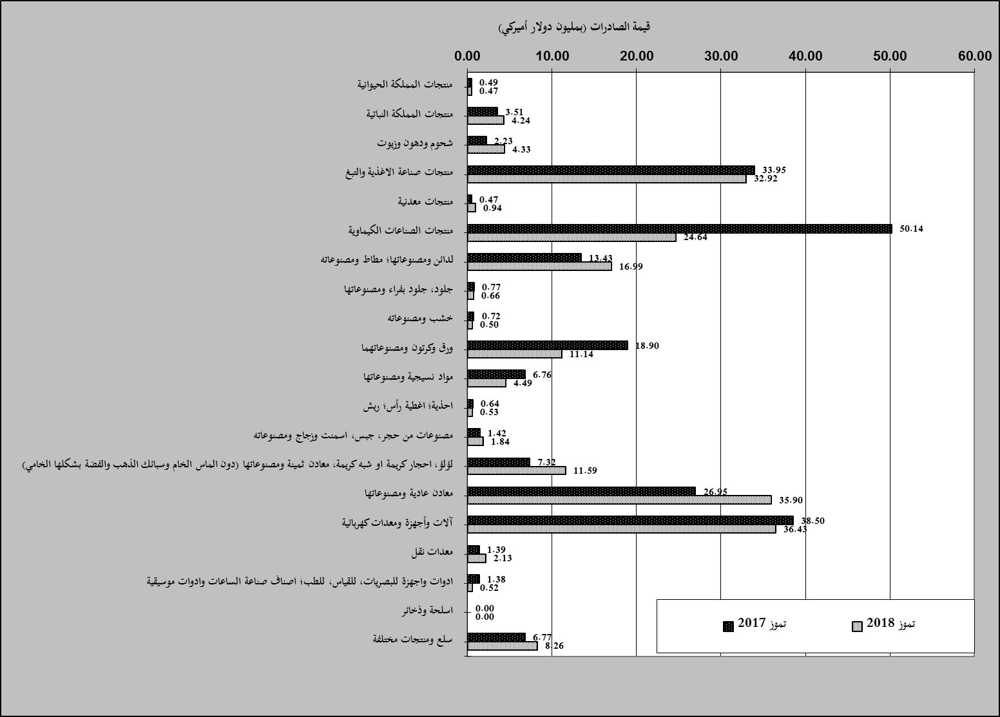 قيمة الصادرات (بمليون دولار أميركي)
0.00 10.00 20.00 30.00 40.00 50.00 60.00
منتجات المملكة الحيوانية
0.49
0.47
منتجات المملكة النباتية
3.51
4.24
شحوم ودهون وزيوت
2.23
4.33
منتجات صناعة الاغذية والتبغ
33.95
32.92
منتجات معدنية
0.47
0.94
منتجات الصناعات الكيماوية
50.14
24.64
لدائن ومصنوعاتها؛ مطاط ومصنوعاته
13.43
16.99
جلود، جلود بفراء ومصنوعاتها
0.77
0.66
خشب ومصنوعاته
0.72
0.50
ورق وكرتون ومصنوعاتهما
18.90
11.14
مواد نسيجية ومصنوعاتها
6.76
4.49
احذية؛ اغطية رأس؛ ريش
0.64
0.53
مصنوعات من حجر، جبس، اسمنت وزجاج ومصنوعاته
1.42
1.84
لؤلؤ، احجار كريمة او شبه كريمة، معادن ثمينة ومصنوعاتها (دون الماس الخام وسبائك الذهب والفضة بشكلها الخامي)
7.32
11.59
معادن عادية ومصنوعاتها
26.95
35.90
آلات وأجهزة ومعدات كهربائية
38.50
36.43
معدات نقل
1.39
2.13
ادوات واجهزة للبصريات، للقياس، للطب؛ اصناف صناعة الساعات وادوات موسيقية
1.38
0.52
اسلحة وذخائر
0.00
0.00
سلع ومنتجات مختلفة
6.77
8.26
تموز 2017
تموز 2018